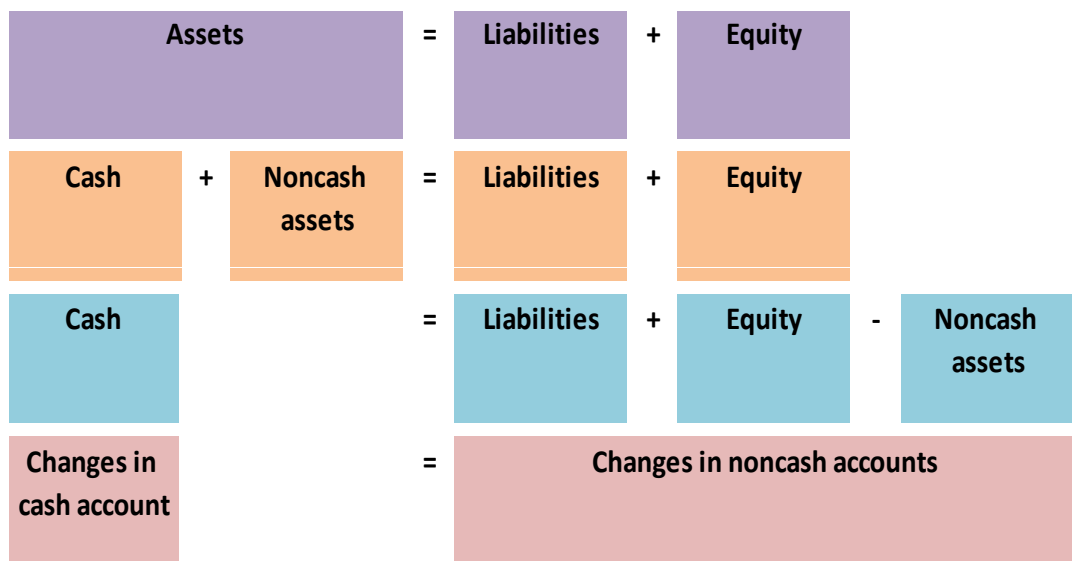 Assets = Liabilities + Equity
Cash + Noncash assets = Liabilities + Equity
Cash = Liabilities + Equity - Noncash assets
Changes in cash account = Changes in noncash accounts